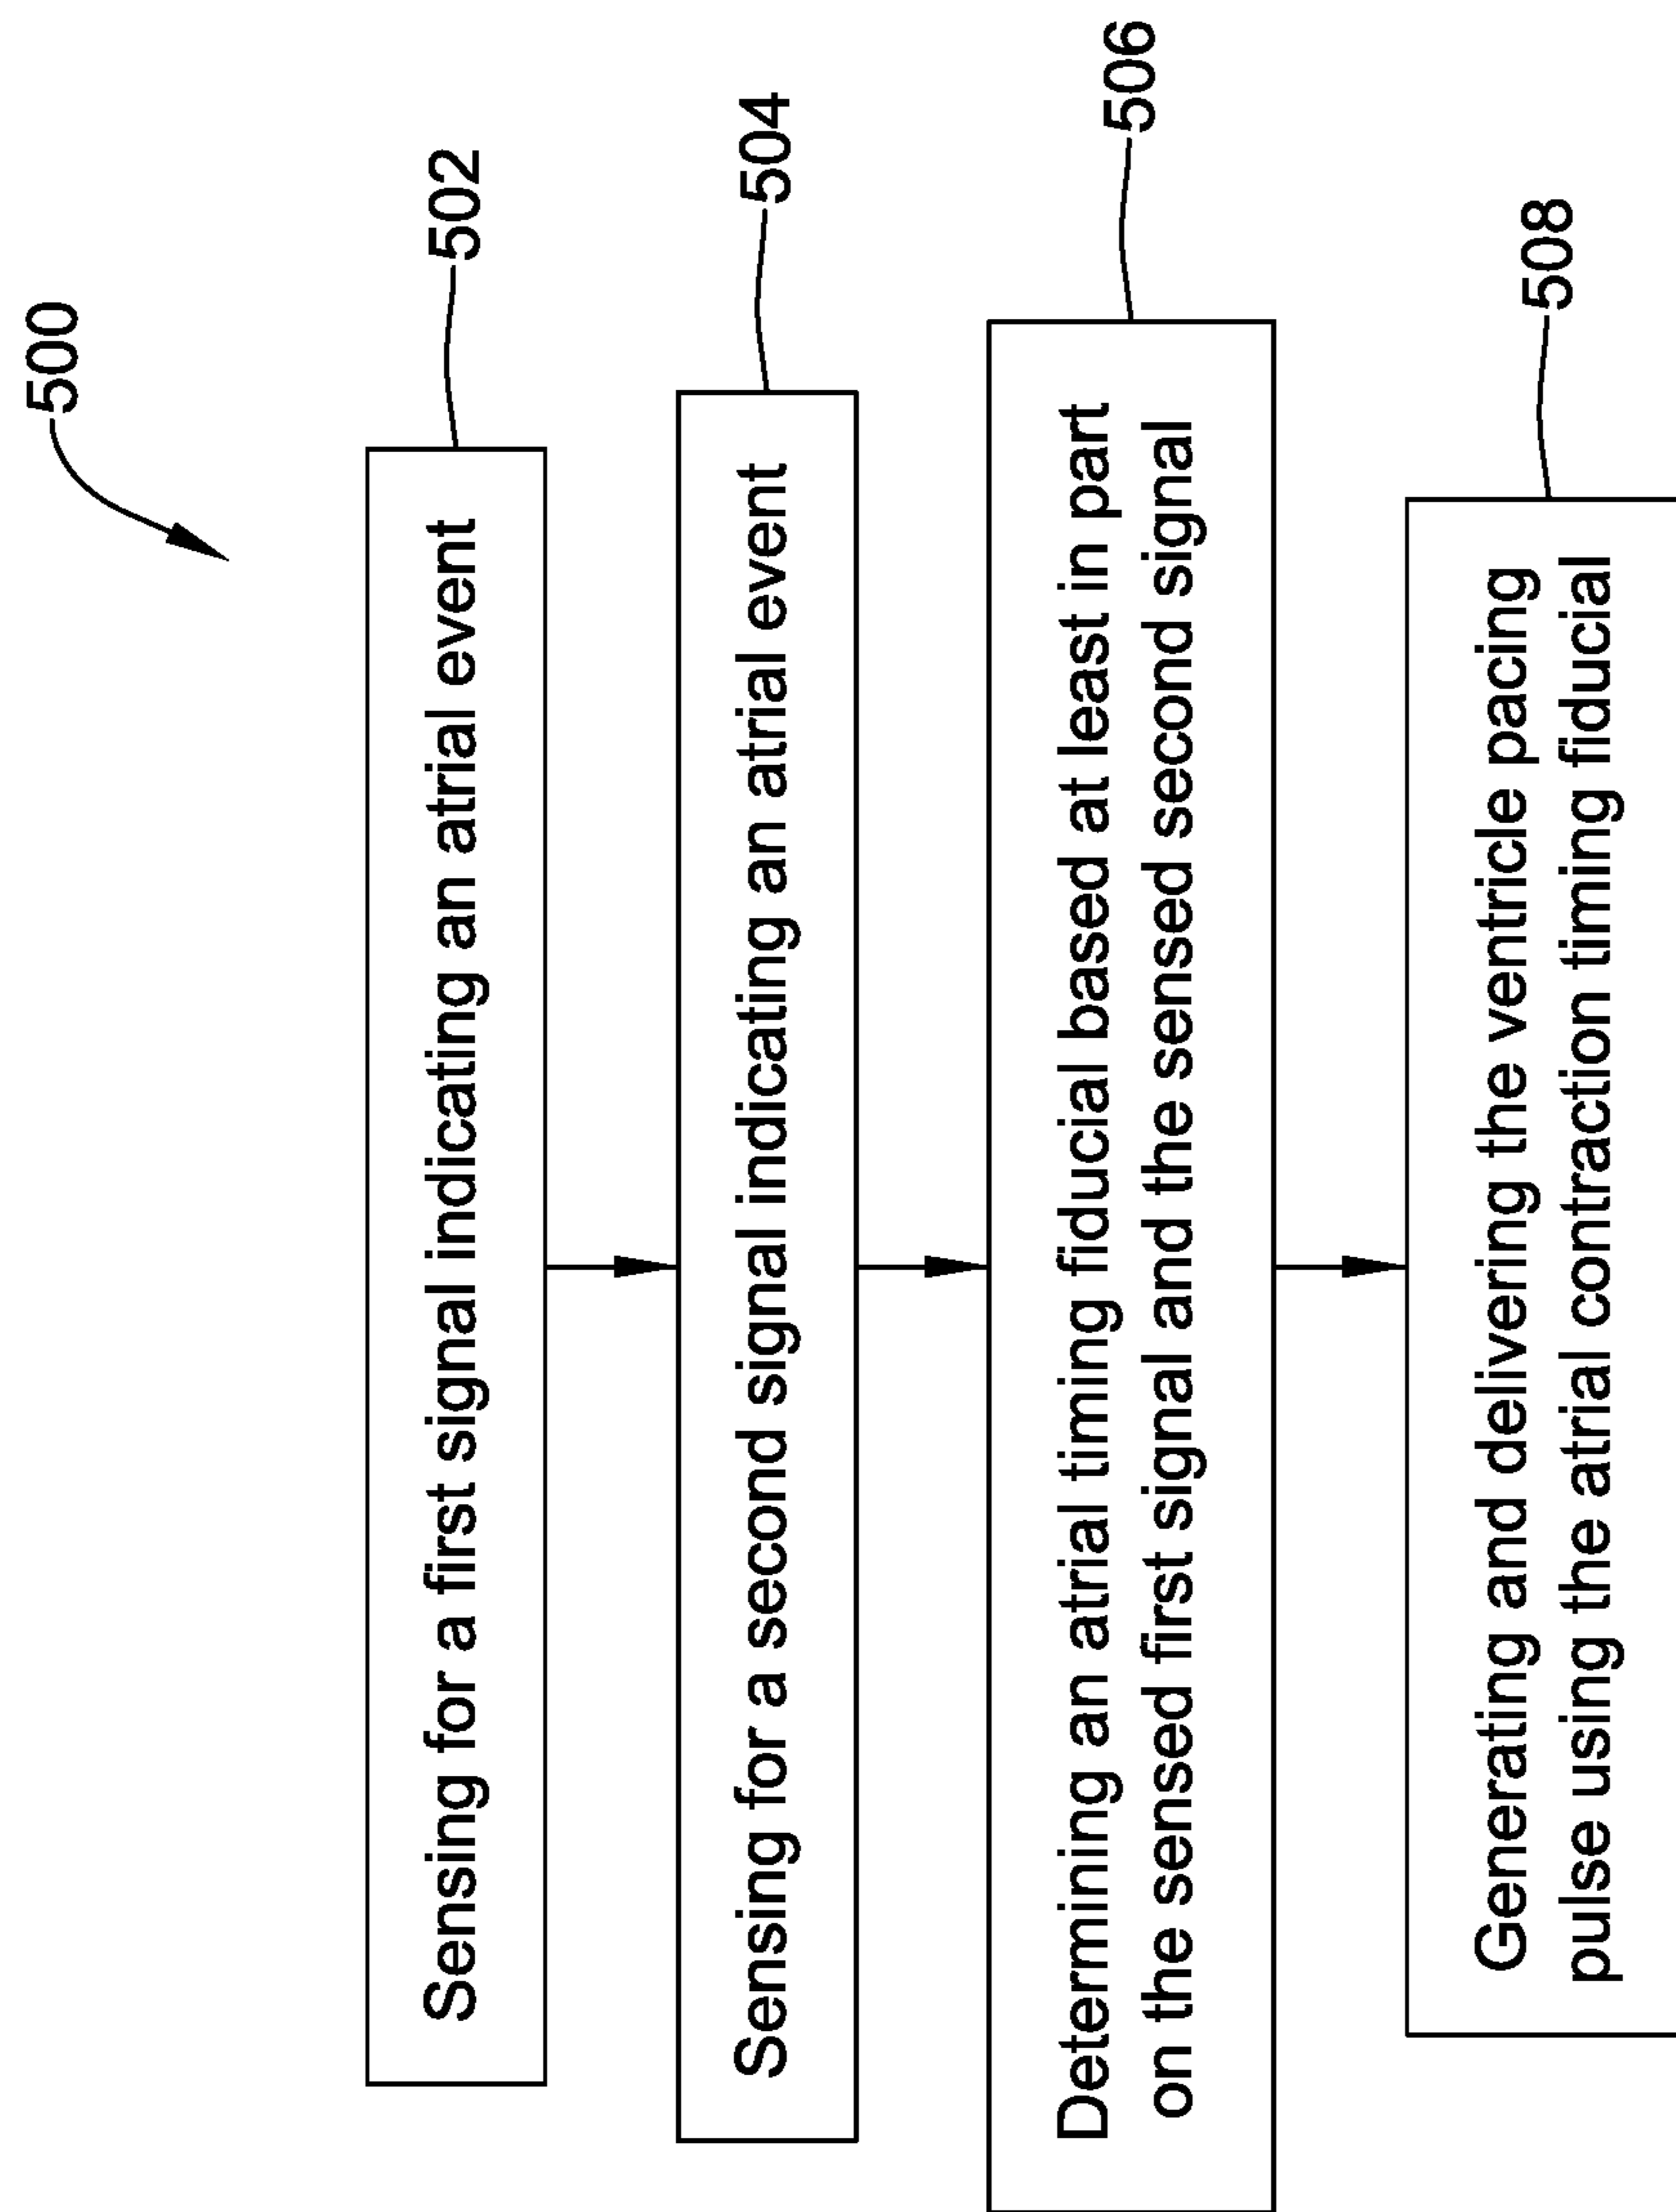 500
Sensing for a first signal indicating an atrial event
502
Sensing for a second signal indicating an atrial event
504
Determining an atrial timing fiducial based at least in part
on the sensed first signal and the sensed second signal
506
Generating and delivering the ventricle pacing
pulse using the atrial contraction timing fiducial
508